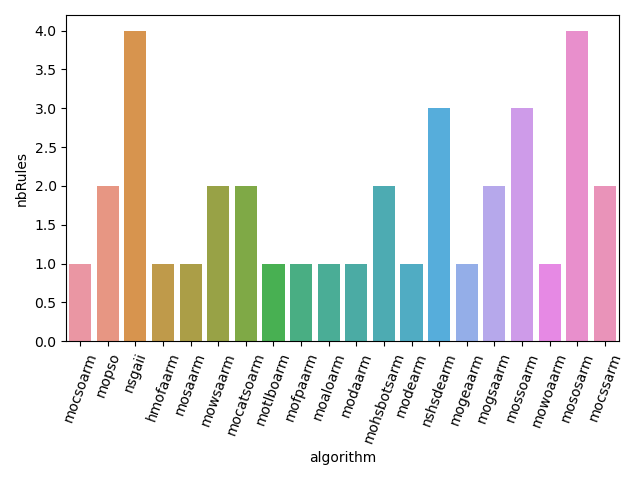 4.0
3.5
3.0
2.5
2.0
1.5
1.0
0.5
0.0
nbRules
mocsoarm
mopso
nsgaii
hmofaarm
mosaarm
mowsaarm
mocatsoarm
motlboarm
mofpaarm
moaloarm
modaarm
mohsbotsarm
modearm
nshsdearm
mogeaarm
mogsaarm
mossoarm
mowoaarm
mososarm
mocssarm
algorithm